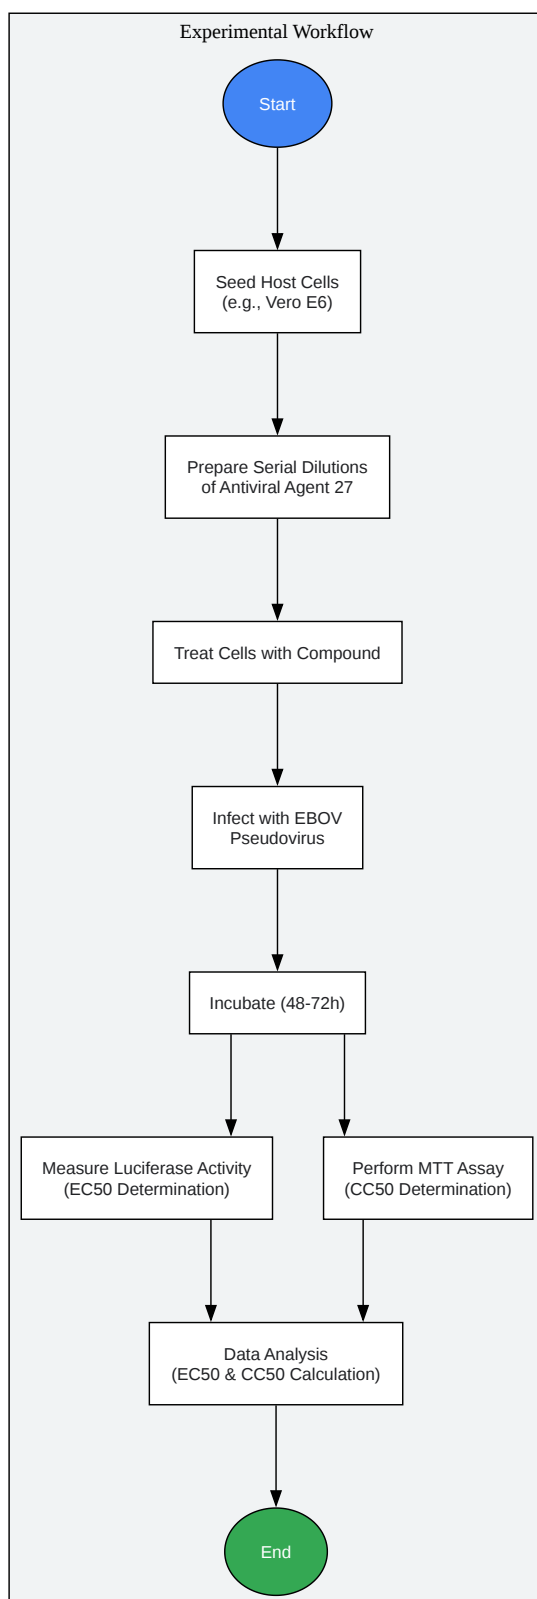 Experimental Workflow
Start
Seed Host Cells
(e.g., Vero E6)
Prepare Serial Dilutions
of Antiviral Agent 27
Treat Cells with Compound
Infect with EBOV
Pseudovirus
Incubate (48-72h)
Measure Luciferase Activity
(EC50 Determination)
Perform MTT Assay
(CC50 Determination)
Data Analysis
(EC50 & CC50 Calculation)
End